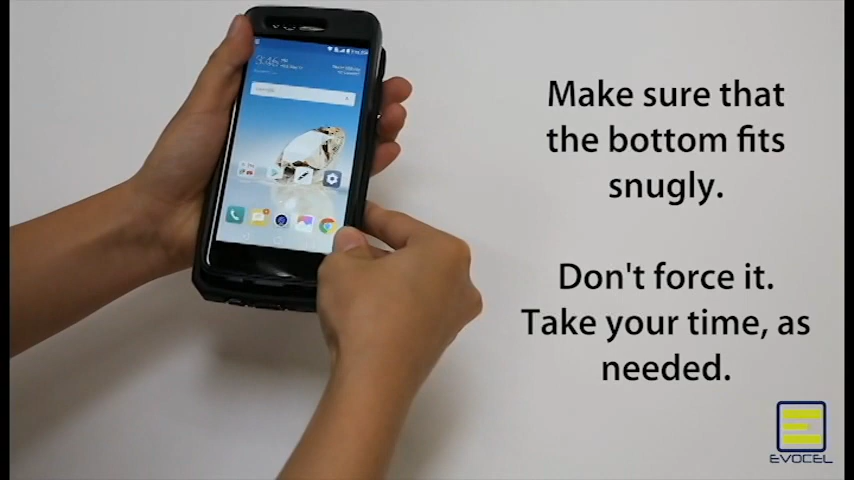 3:46
Make sure that
the bottom fits
snugly.
Don't force it.
Take your time, as
needed.
EVOCEL